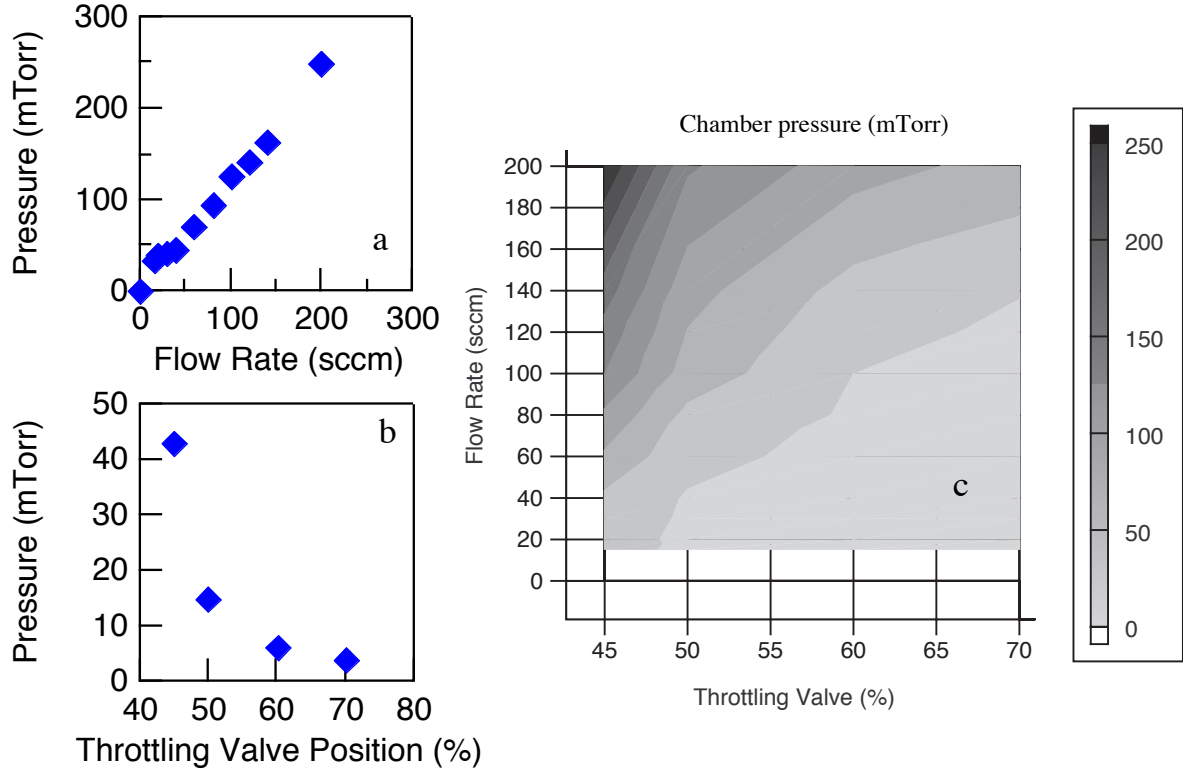 300
200
100
0
Pressure (mTorr)
a
0 100 200 300
Flow Rate (sccm)
50
40
30
20
10
0
Pressure (mTorr)
b
40 50 60 70 80
Throttling Valve Position (%)
Chamber pressure (mTorr)
200
180
160
140
120
100
80
60
40
20
0
Flow Rate (sccm)
c
45 50 55 60 65 70
Throttling Valve (%)
250
200
150
100
50
0